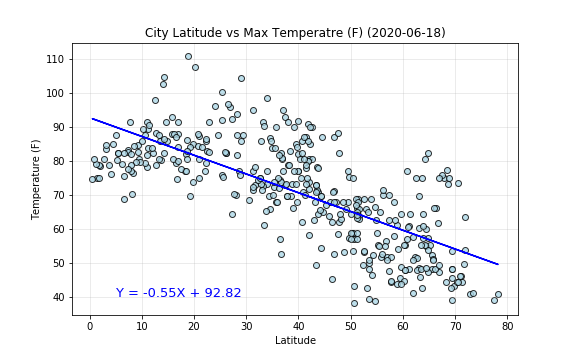 City Latitude vs Max Temperatre (F) (2020-06-18)
110
100
90
80
70
60
50
40
Temperature (F)
Y = -0.55X + 92.82
0 10 20 30 40 50 60 70 80
Latitude